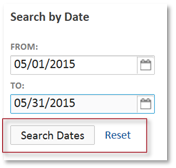 Search by Date
FROM:
05/01/2015
TO:
05/31/2015
Search Dates Reset